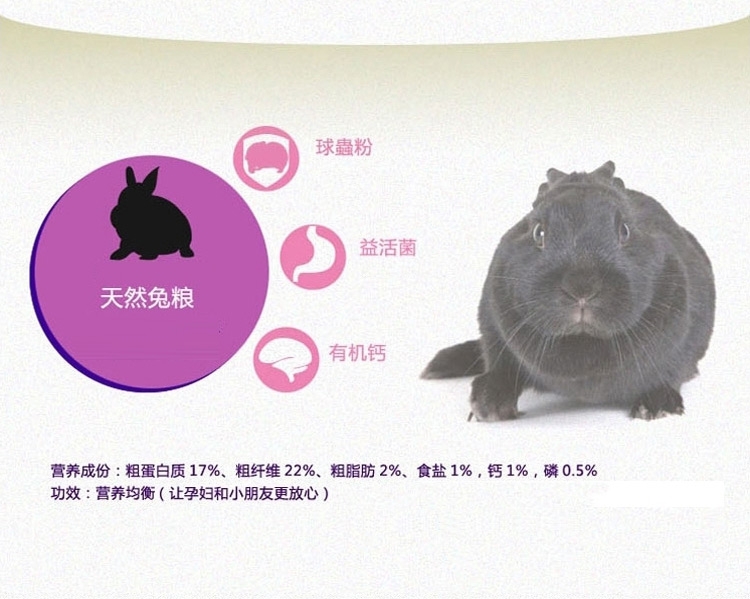 球蟲粉
益活菌
天然兔粮
有机钙
营养成份：粗蛋白质 17%、粗纤维 22%、粗脂肪 2%、食盐 1%，钙 1%，磷 0.5%
功效：营养均衡（让孕妇和小朋友更放心）